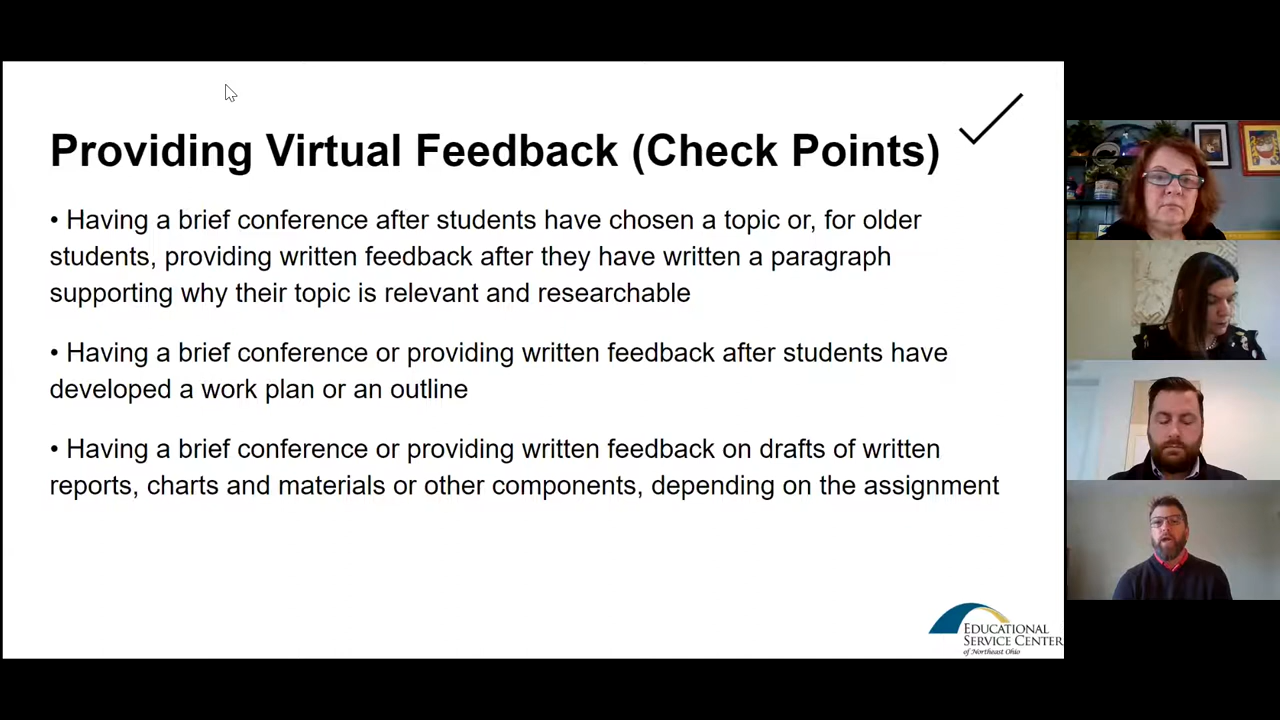 Providing Virtual Feedback (Check Points)
• Having a brief conference after students have chosen a topic or, for older
students, providing written feedback after they have written a paragraph
supporting why their topic is relevant and researchable
• Having a brief conference or providing written feedback after students have
developed a work plan or an outline
• Having a brief conference or providing written feedback on drafts of written
reports, charts and materials or other components, depending on the assignment
EDUCATIONAL
SERVICE CENTER
of Northeast Ohio